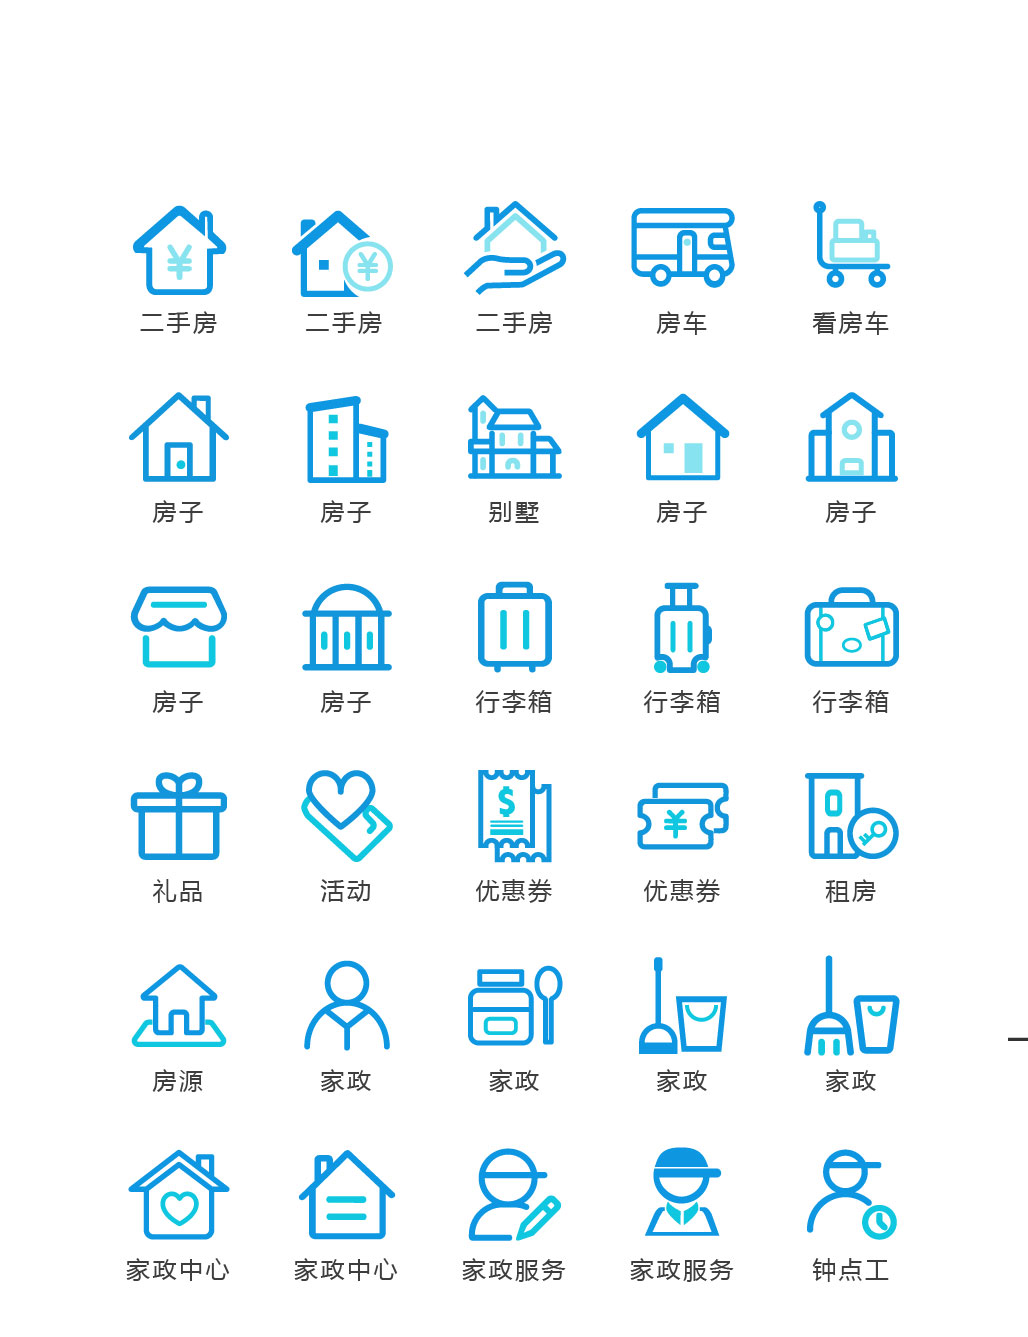 二手房 二手房 二手房 房车 看房车
房子 房子 别墅 房子 房子
房子 房子 行李箱 行李箱 行李箱
礼品 活动 优惠券 优惠券 租房
房源 家政 家政 家政 家政
家政中心 家政中心 家政服务 家政服务 钟点工